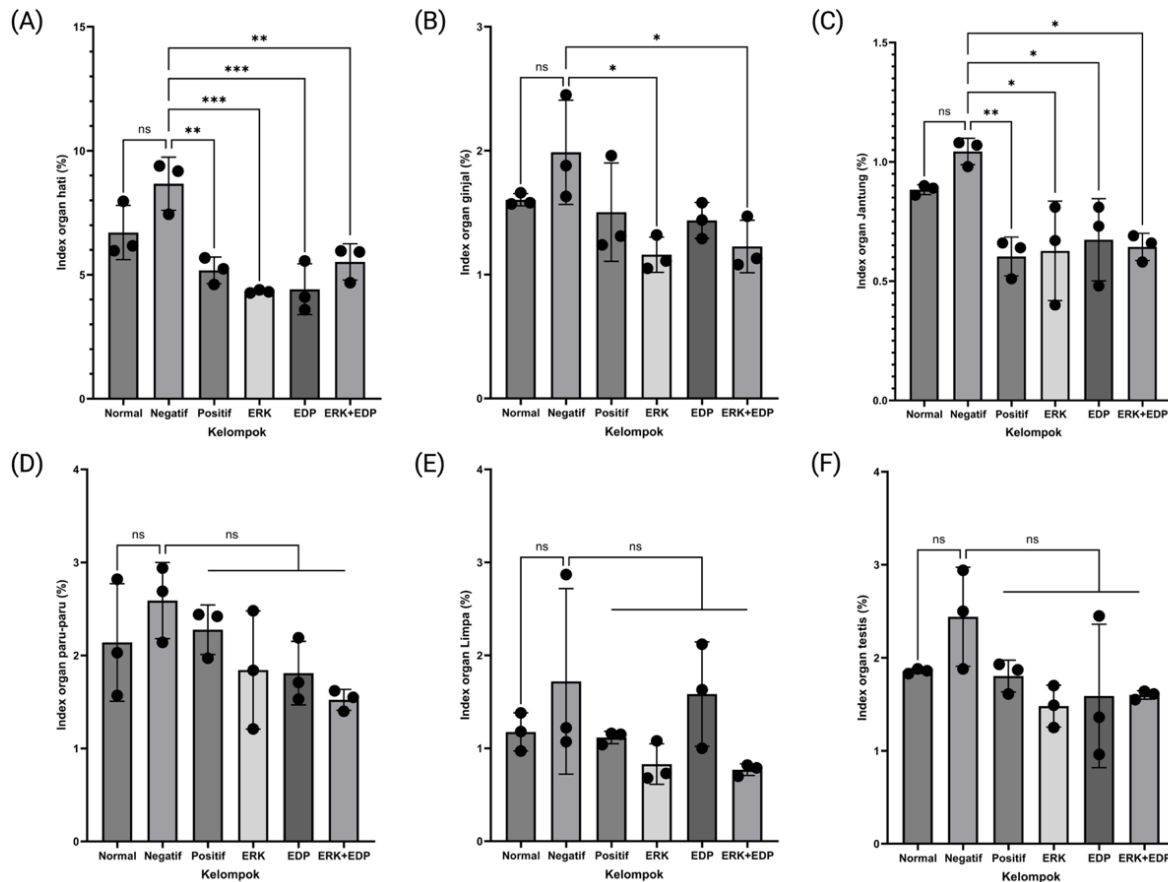 (A)
Index organ hati (%)
15
10
5
0
ns
**
***
***
**
Normal Negatif Positif ERK EDP ERK+EDP
Kelompok
(B)
Index organ ginjal (%)
3
2
1
0
ns
*
*
Normal Negatif Positif ERK EDP ERK+EDP
Kelompok
(C)
Index organ Jantung (%)
1.5
1.0
0.5
0.0
ns
**
*
*
*
Normal Negatif Positif ERK EDP ERK+EDP
Kelompok
(D)
Index organ paru-paru (%)
4
3
2
1
0
ns
ns
Normal Negatif Positif ERK EDP ERK+EDP
Kelompok
(E)
Index organ Limpa (%)
4
3
2
1
0
ns
ns
Normal Negatif Positif ERK EDP ERK+EDP
Kelompok
(F)
Index organ testis (%)
4
3
2
1
0
ns
ns
Normal Negatif Positif ERK EDP ERK+EDP
Kelompok